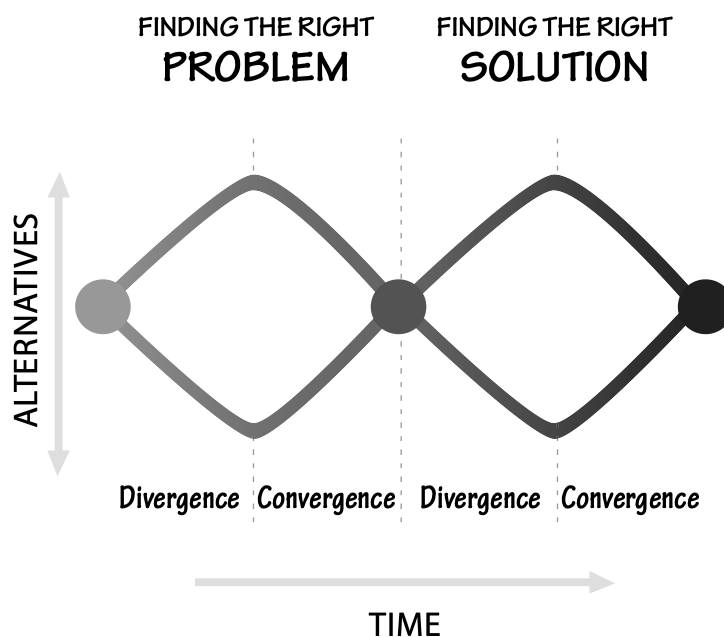 FINDING THE RIGHT
PROBLEM
FINDING THE RIGHT
SOLUTION
ALTERNATIVES
Divergence
Convergence
Divergence
Convergence
TIME